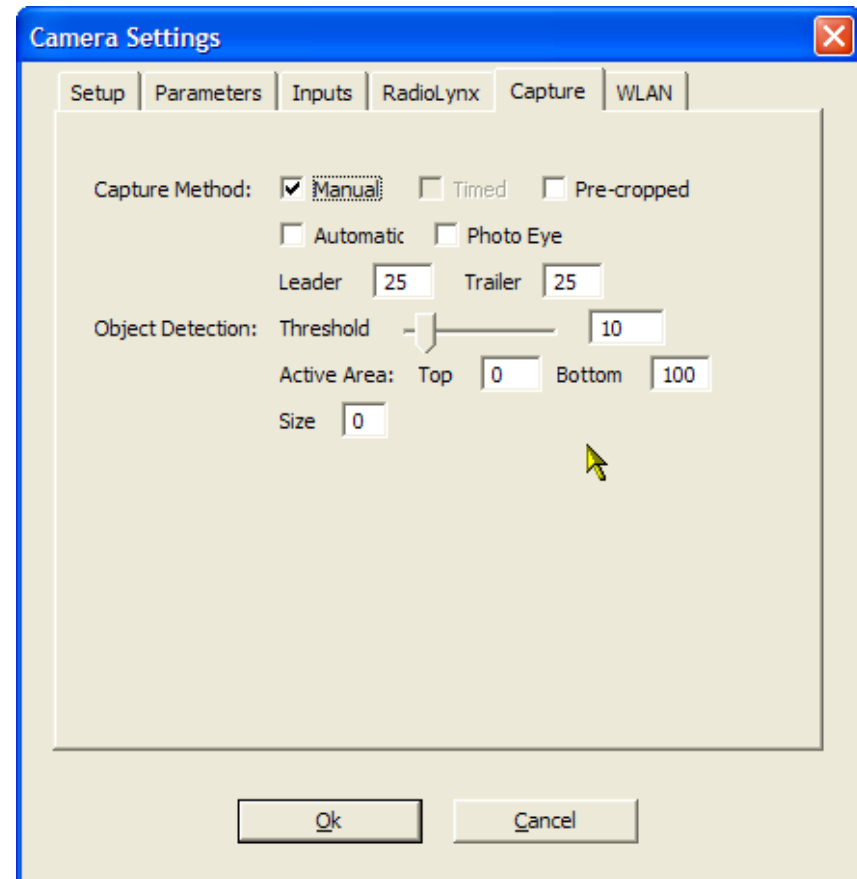 Camera Settings
Setup Parameters Inputs RadioLynx Capture WLAN
Capture Method: Manual Timed Pre-cropped
Automatic Photo Eye
Leader 25 Trailer 25
Object Detection: Threshold 10
Active Area: Top 0 Bottom 100
Size 0
Ok Cancel